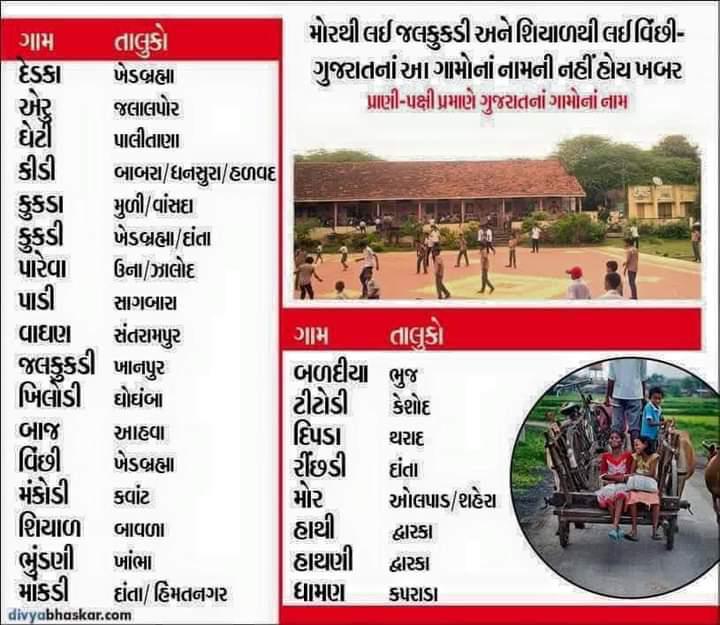 મોરથી લઈ જલકુકડી અને શિયાળથી લઈ વિંછી-
ગુજરાતનાં આ ગામોનાં નામની નહીં હોય ખબર
પ્રાણી-પક્ષી પ્રમાણે ગુજરાતનાં ગામોનાં નામ
ગામ તાલુકો
દેડકા ખેડબ્રહ્મા
એરુ જલાલપોર
ઘેટી પાલીતાણા
કીડી બાબરા/ધનસુરા/હળવદ
કુકડા મુળી/વાંસદા
કુકડી ખેડબ્રહ્મા/દાંતા
પારેવા ઉના/ઝાલોદ
પાડી સાગબારા
વાઘણ સંતરામપુર
જલકુકડી ખાનપુર
ખિલોડી ઘોઘંબા
બાજ આહવા
વિંછી ખેડબ્રહ્મા
મંકોડી કવાંટ
શિયાળ બાવળા
ભુંડણી ખાંભા
માકડી દાંતા/ હિંમતનગર
ગામ તાલુકો
બળદીયા ભુજ
ટીટોડી કેશોદ
દિપડા થરાદ
રીંછડી દાંતા
મોર ઓલપાડ/શહેરા
હાથી દ્વારકા
હાથણી દ્વારકા
ધામણ કપરાડા
divyabhaskar.com